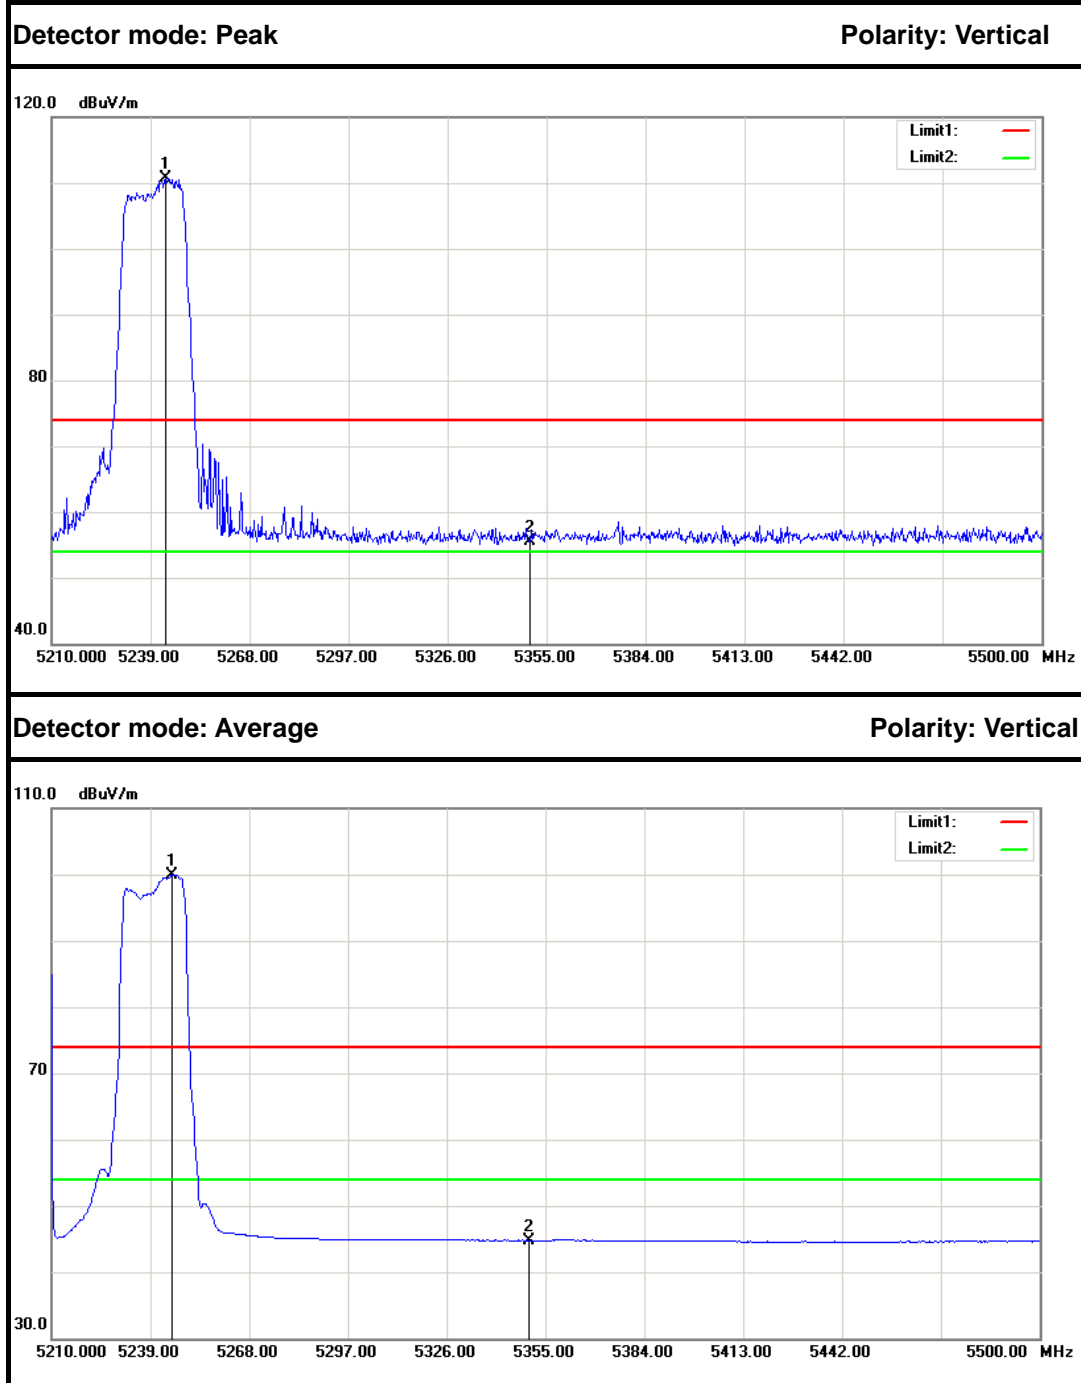 Detector mode: Peak Polarity: Vertical
120.0 dBuV/m
Limit1:
Limit2:
1
80
2
40.0
5210.000 5239.00 5268.00 5297.00 5326.00 5355.00 5384.00 5413.00 5442.00 5500.00 MHz
Detector mode: Average Polarity: Vertical
110.0 dBuV/m
Limit1:
Limit2:
1
70
2
30.0
5210.000 5239.00 5268.00 5297.00 5326.00 5355.00 5384.00 5413.00 5442.00 5500.00 MHz